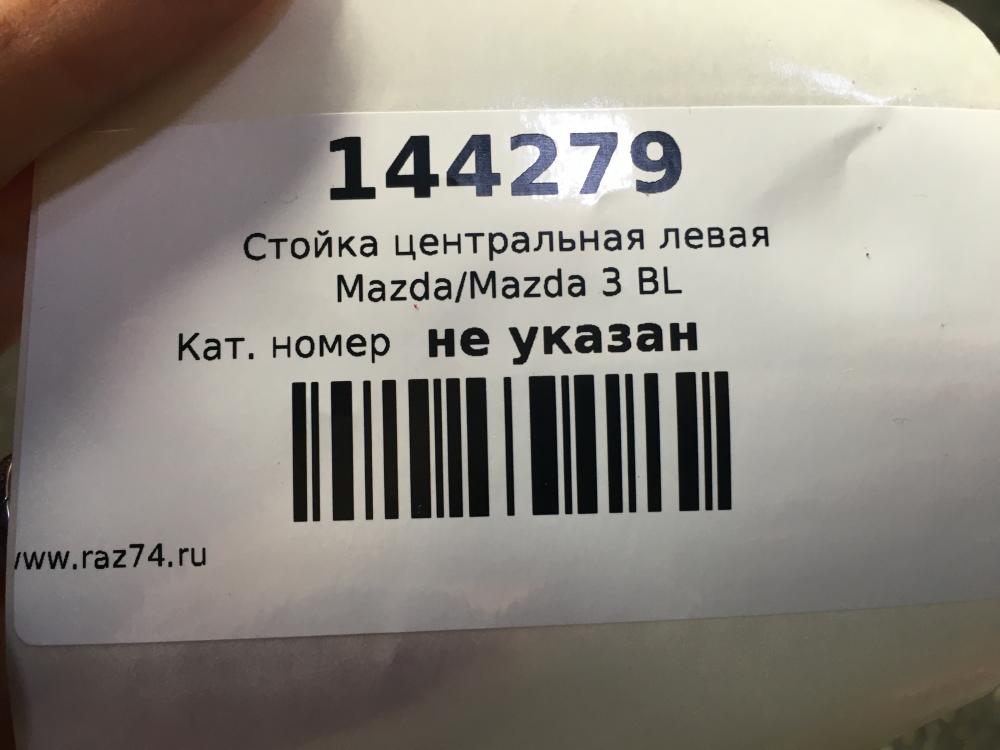 144279
Стойка центральная левая
Mazda/Mazda 3 BL
Кат. номер не указан
www.raz74.ru